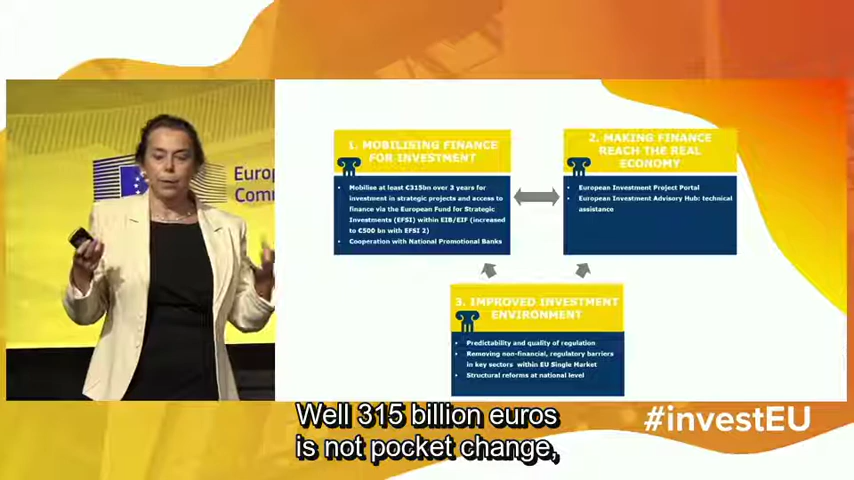 Europ
Comm
1. MOBILISING FINANCE
FOR INVESTMENT
• Mobilise at least €315bn over 3 years for
investment in strategic projects and access to
finance via the European Fund for Strategic
Investments (EFSI) within EIB/EIF (increased
to €500 bn with EFSI 2)
• Cooperation with National Promotional Banks
2. MAKING FINANCE
REACH THE REAL
ECONOMY
• European Investment Project Portal
• European Investment Advisory Hub: technical
assistance
3. IMPROVED INVESTMENT
ENVIRONMENT
• Predictability and quality of regulation
• Removing non-financial, regulatory barriers
in key sectors within EU Single Market
• Structural reforms at national level
Well 315 billion euros
is not pocket change,
#investEU